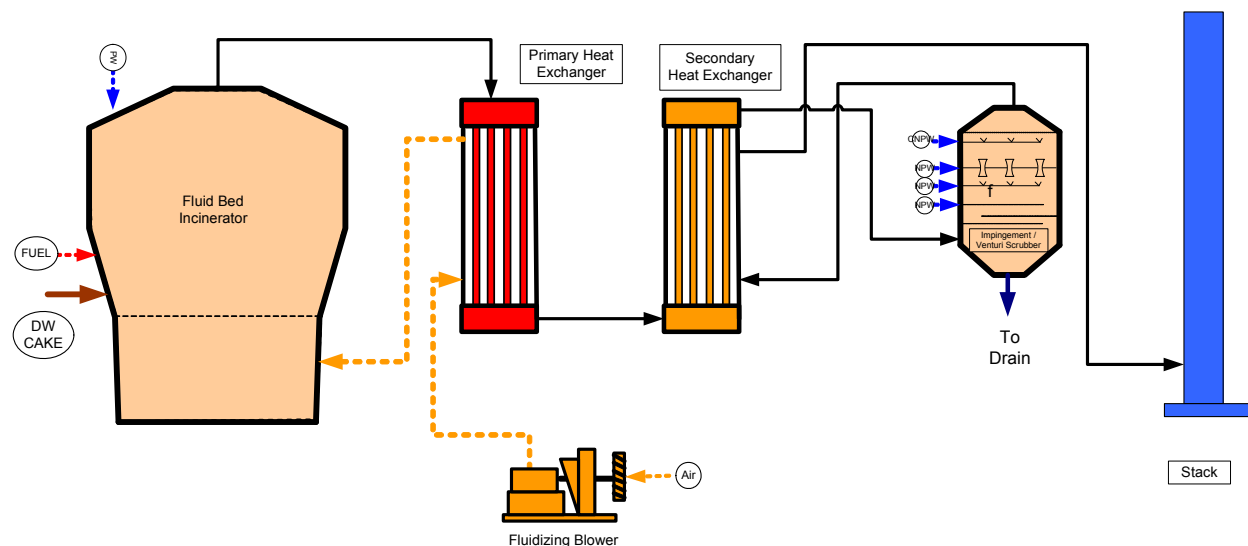 PW
Primary Heat
Exchanger
Secondary
Heat Exchanger
CNPW
NPW
NPW
NPW
f
Fluid Bed
Incinerator
Impingement /
Venturi Scrubber
FUEL
DW
CAKE
To
Drain
Air
Stack
Fluidizing Blower